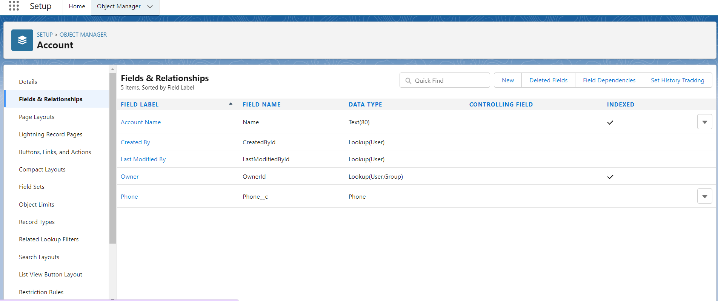 Setup
Home
Object Manager
SETUP > OBJECT MANAGER
Account
Details
Fields & Relationships
Page Layouts
Lightning Record Pages
Buttons, Links, and Actions
Compact Layouts
Field Sets
Object Limits
Record Types
Related Lookup Filters
Search Layouts
List View Button Layout
Restriction Rules
Fields & Relationships
5 Items, Sorted by Field Label
Quick Find
New
Deleted Fields
Field Dependencies
Set History Tracking
FIELD LABEL FIELD NAME DATA TYPE CONTROLLING FIELD INDEXED
Account Name Name Text(80)
Created By CreatedById Lookup(User)
Last Modified By LastModifiedById Lookup(User)
Owner OwnerId Lookup(User,Group)
Phone Phone__c Phone